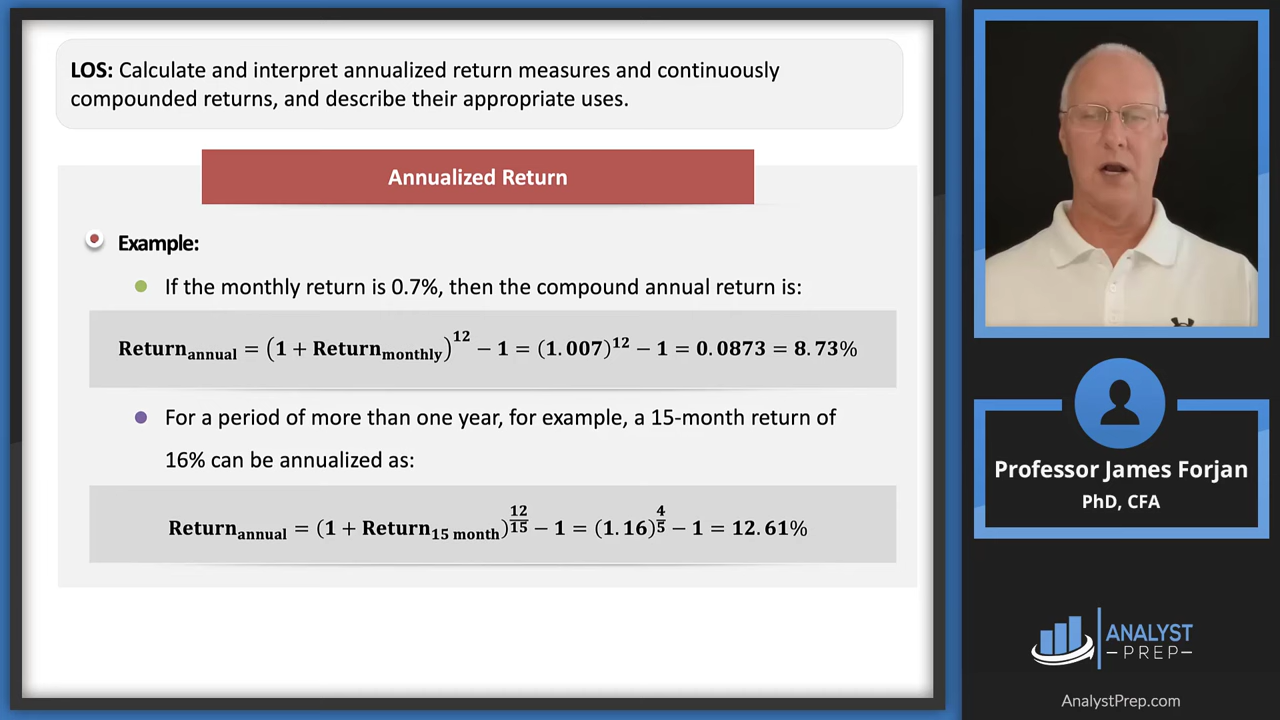 LOS: Calculate and interpret annualized return measures and continuously
compounded returns, and describe their appropriate uses.
Annualized Return
Example:
If the monthly return is 0.7%, then the compound annual return is:
Return_annual = (1 + Return_monthly)^12 − 1 = (1.007)^12 − 1 = 0.0873 = 8.73%
For a period of more than one year, for example, a 15-month return of
16% can be annualized as:
Return_annual = (1 + Return_15 month)^(12/15) − 1 = (1.16)^(4/5) − 1 = 12.61%
Professor James Forjan
PhD, CFA
ANALYST
PREP
AnalystPrep.com